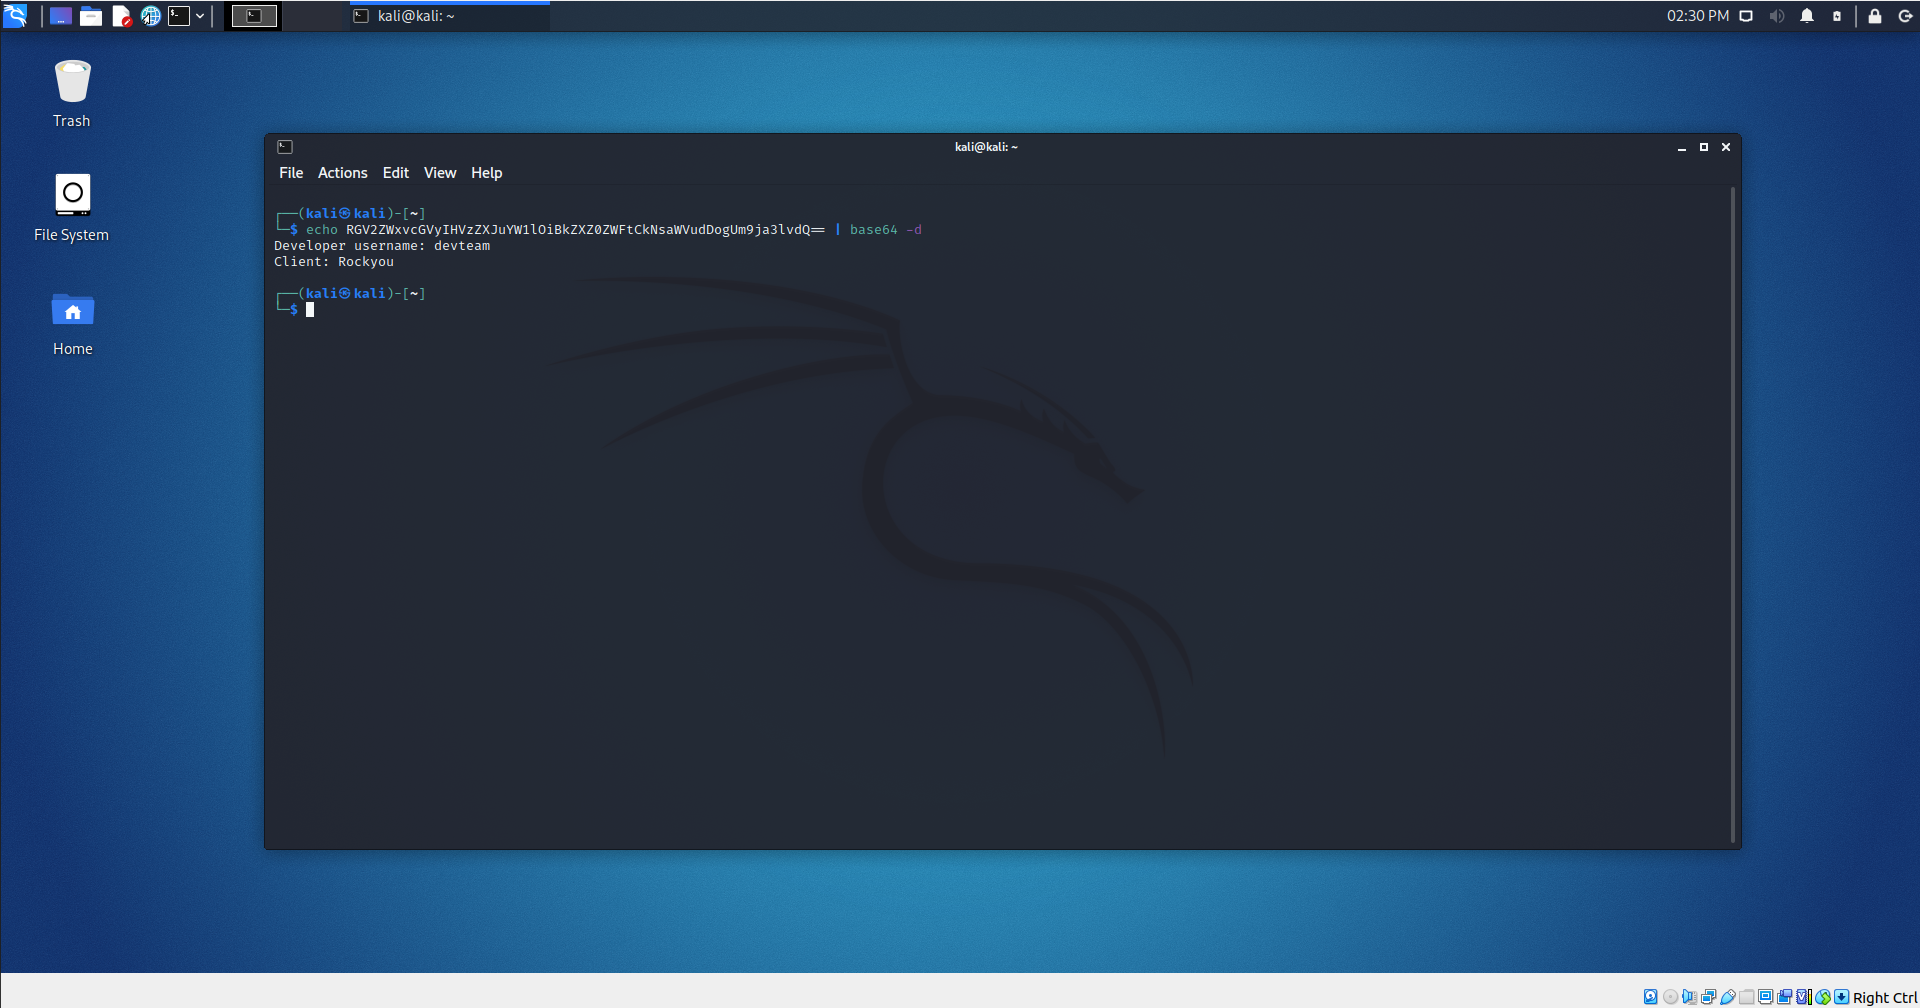 kali@kali: ~
02:30 PM
Trash
File System
Home
kali@kali: ~
File Actions Edit View Help
┌──(kali㉿kali)-[~]
└─$ echo RGV2ZWxvcGVyIHVzZXJuYW1lOiBkZXZ0ZWFtCkNsaWVudDogUm9ja3lvdQ== | base64 -d
Developer username: devteam
Client: Rockyou
┌──(kali㉿kali)-[~]
└─$
Right Ctrl